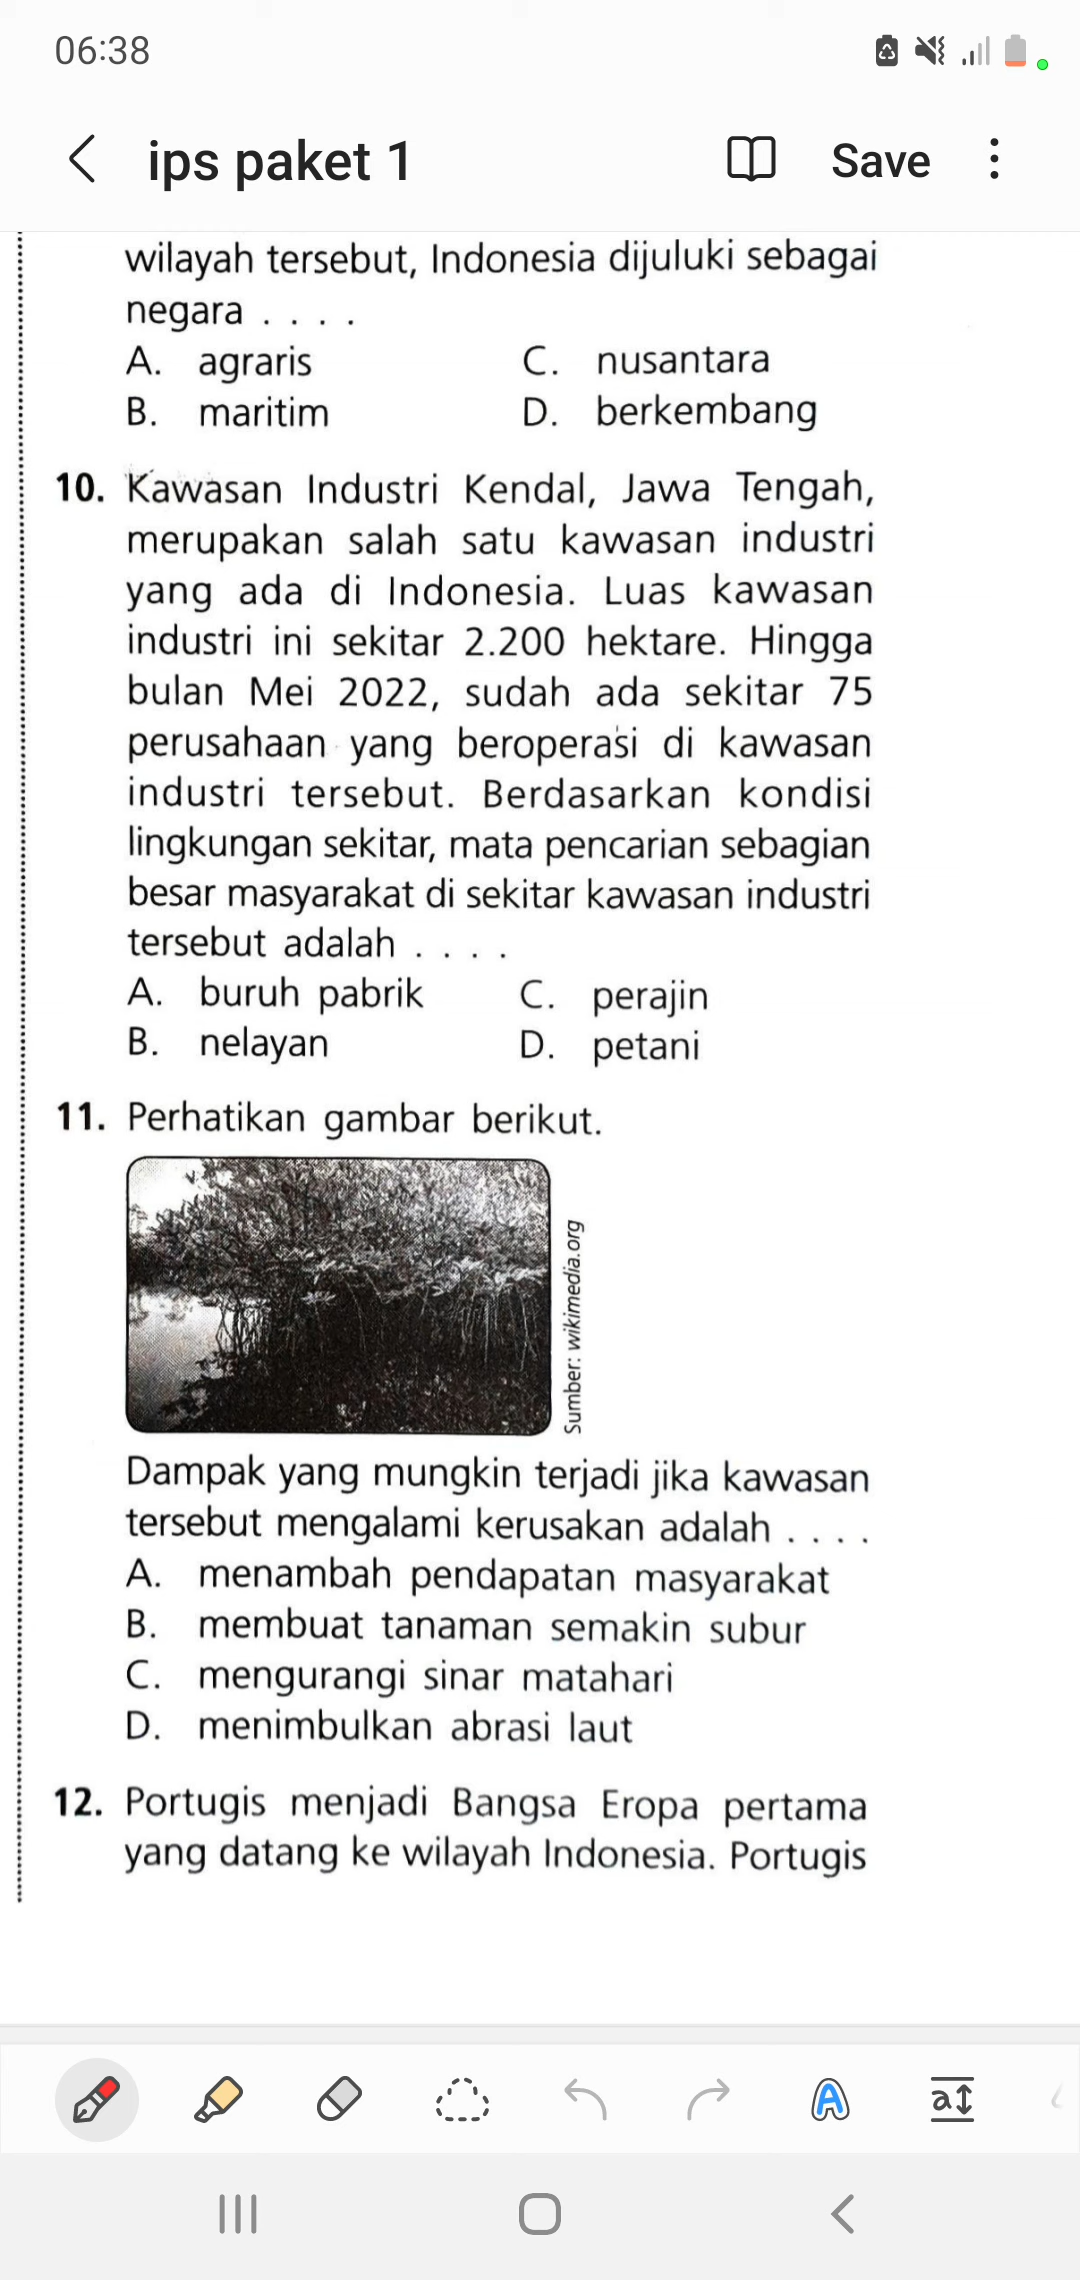 06:38
ips paket 1
Save
wilayah tersebut, Indonesia dijuluki sebagai
negara . . . .
A. agraris C. nusantara
B. maritim D. berkembang
10. Kawasan Industri Kendal, Jawa Tengah,
merupakan salah satu kawasan industri
yang ada di Indonesia. Luas kawasan
industri ini sekitar 2.200 hektare. Hingga
bulan Mei 2022, sudah ada sekitar 75
perusahaan yang beroperasi di kawasan
industri tersebut. Berdasarkan kondisi
lingkungan sekitar, mata pencarian sebagian
besar masyarakat di sekitar kawasan industri
tersebut adalah . . . .
A. buruh pabrik C. perajin
B. nelayan D. petani
11. Perhatikan gambar berikut.
Sumber: wikimedia.org
Dampak yang mungkin terjadi jika kawasan
tersebut mengalami kerusakan adalah . . . .
A. menambah pendapatan masyarakat
B. membuat tanaman semakin subur
C. mengurangi sinar matahari
D. menimbulkan abrasi laut
12. Portugis menjadi Bangsa Eropa pertama
yang datang ke wilayah Indonesia. Portugis